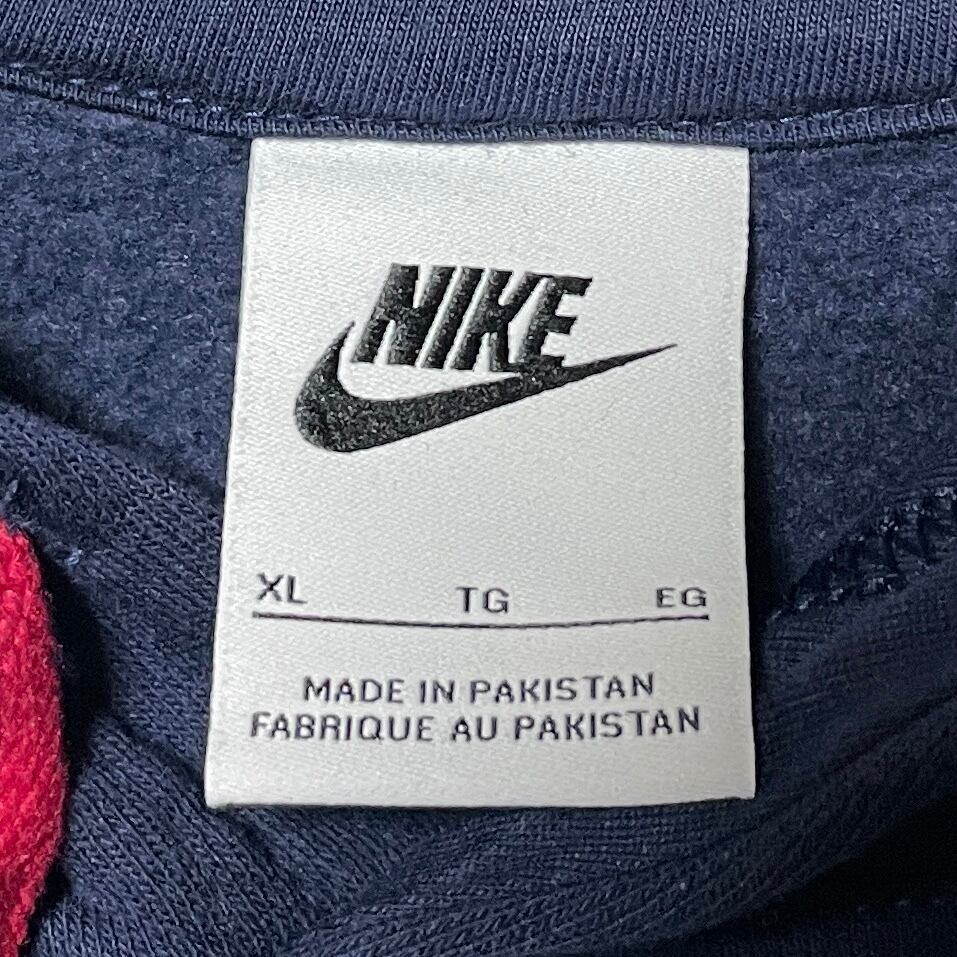 NIKE
XL TG EG
MADE IN PAKISTAN
FABRIQUE AU PAKISTAN